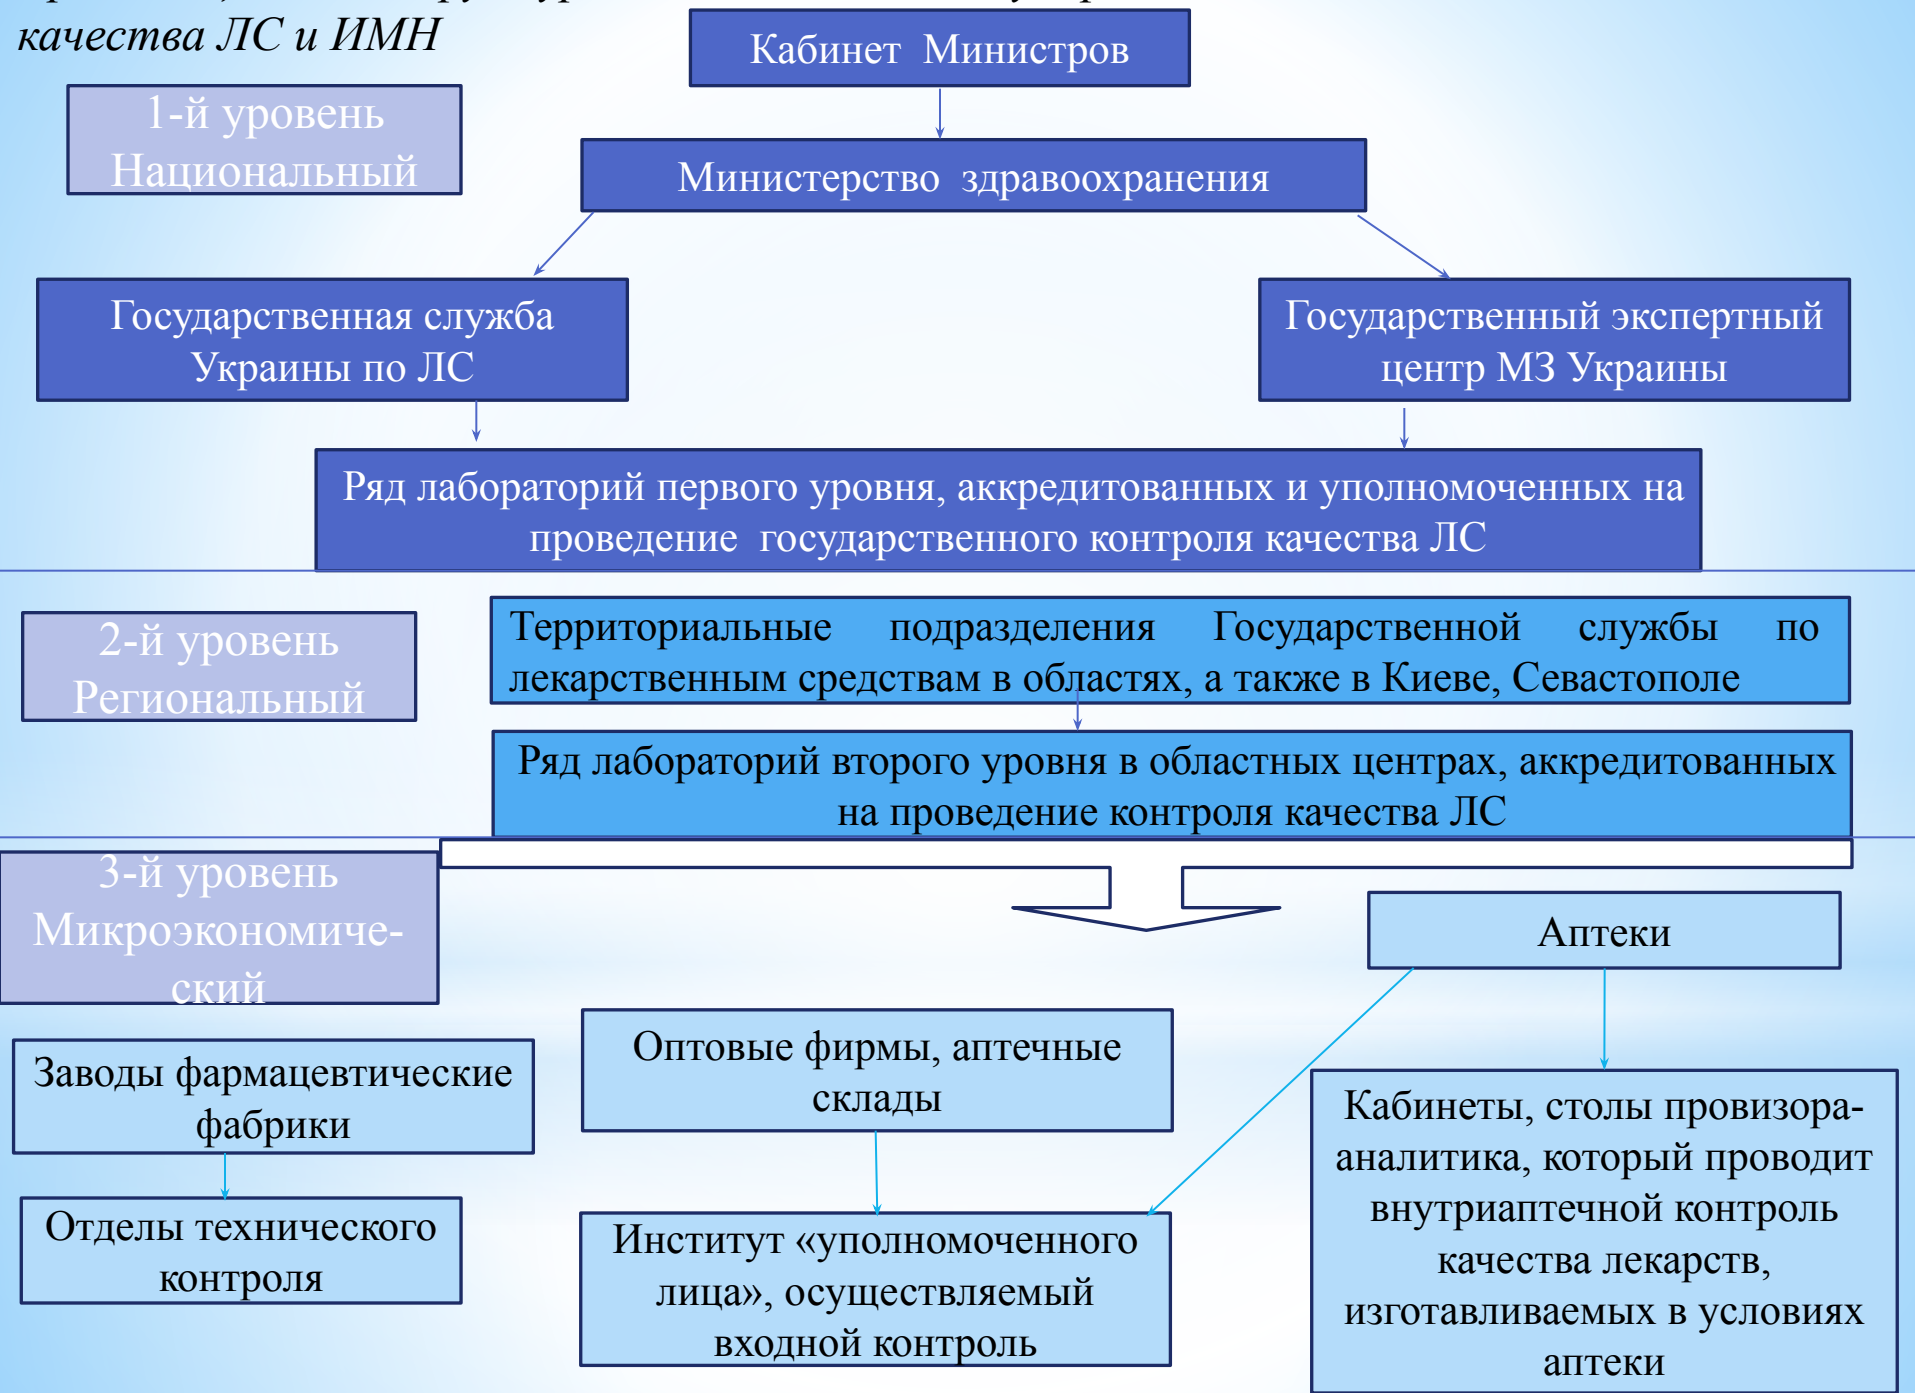 качества ЛС и ИМН
Кабинет Министров
1-й уровень
Национальный
Министерство здравоохранения
Государственная служба
Украины по ЛС
Государственный экспертный
центр МЗ Украины
Ряд лабораторий первого уровня, аккредитованных и уполномоченных на
проведение государственного контроля качества ЛС
2-й уровень
Региональный
Территориальные подразделения Государственной службы по
лекарственным средствам в областях, а также в Киеве, Севастополе
Ряд лабораторий второго уровня в областных центрах, аккредитованных
на проведение контроля качества ЛС
3-й уровень
Микроэкономиче-
ский
Аптеки
Оптовые фирмы, аптечные
склады
Заводы фармацевтические
фабрики
Кабинеты, столы провизора-
аналитика, который проводит
внутриаптечной контроль
качества лекарств,
изготавливаемых в условиях
аптеки
Отделы технического
контроля
Институт «уполномоченного
лица», осуществляемый
входной контроль